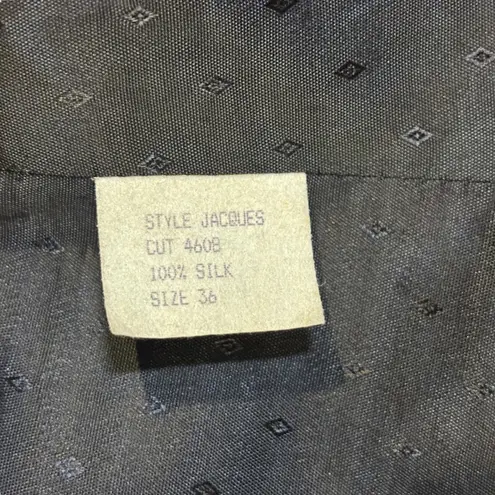 STYLE JACQUES
CUT 4608
100% SILK
SIZE 36